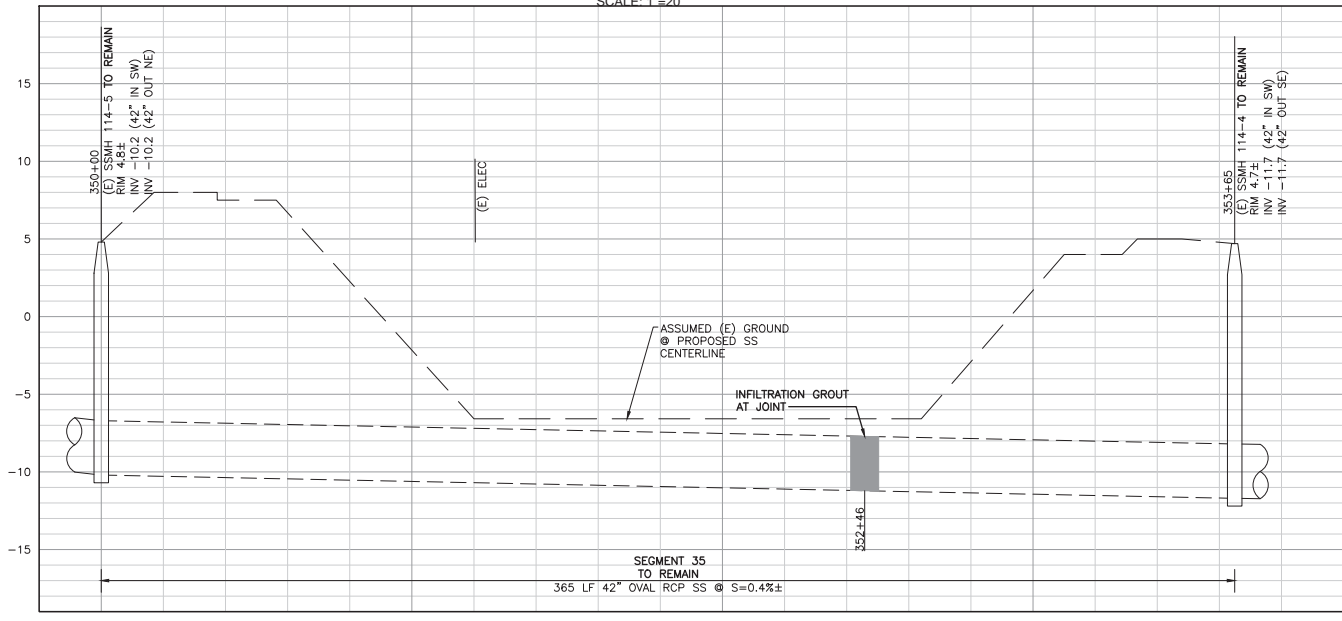 SCALE: 1"=20'
350+00
(E) SSMH 114-5 TO REMAIN
RIM 4.8±
INV -10.2 (42" IN SW)
INV -10.2 (42" OUT NE)
353+65
(E) SSMH 114-4 TO REMAIN
RIM 4.7±
INV -11.7 (42" IN SW)
INV -11.7 (42" OUT SE)
(E) ELEC
15
10
5
0
-5
-10
-15
ASSUMED (E) GROUND
@ PROPOSED SS
CENTERLINE
INFILTRATION GROUT
AT JOINT
352+46
SEGMENT 35
TO REMAIN
365 LF 42" OVAL RCP SS @ S=0.4%±